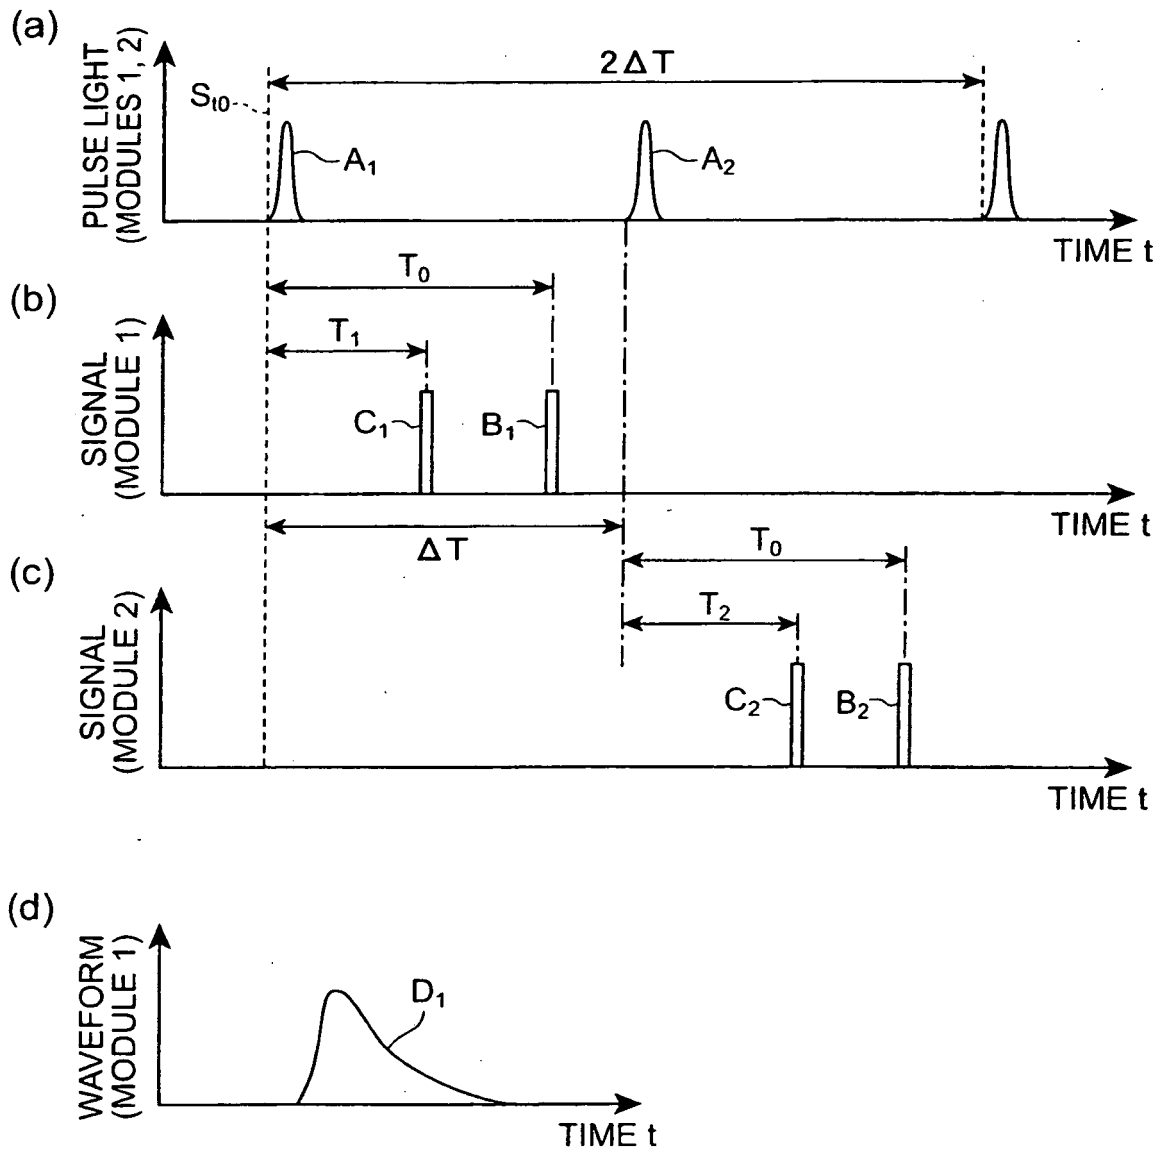 (a)
PULSE LIGHT
(MODULES 1, 2)
2ΔT
St0
A1
A2
TIME t
(b)
SIGNAL
(MODULE 1)
T0
T1
C1
B1
TIME t
ΔT
(c)
SIGNAL
(MODULE 2)
T0
T2
C2
B2
TIME t
(d)
WAVEFORM
(MODULE 1)
D1
TIME t